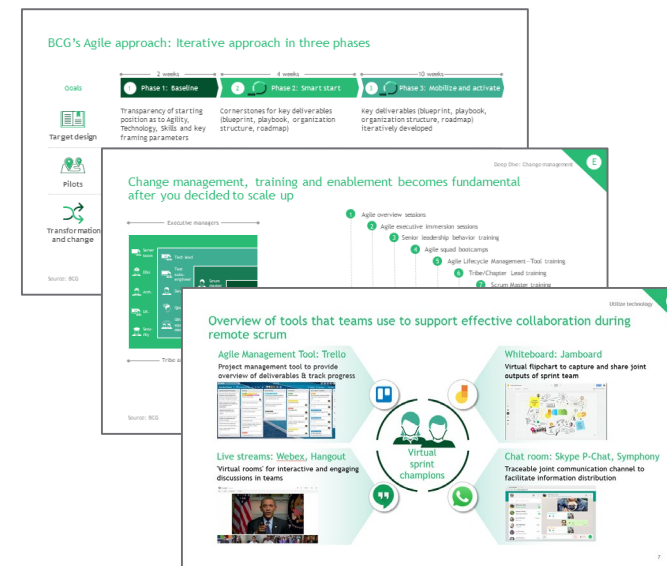 BCG's Agile approach: Iterative approach in three phases
2 weeks
4 weeks
10 weeks
Goals
1 Phase 1: Baseline
2 Phase 2: Smart start
3 Phase 3: Mobilize and activate
Transparency of starting
position as to Agility,
Technology, Skills and key
framing parameters
Cornerstones for key deliverables
(blueprint, playbook, organization
structure, roadmap)
Key deliverables (blueprint, playbook,
organization structure, roadmap)
iteratively developed
Target design
Pilots
Transformation
and change
Source: BCG
Deep Dive: Change management
E
Change management, training and enablement becomes fundamental
after you decided to scale up
Executive managers
Tech lead
Scrum
master
Tribe
1 Agile overview sessions
2 Agile executive immersion sessions
3 Senior leadership behavior training
4 Agile squad bootcamps
5 Agile Lifecycle Management-Tool training
6 Tribe/Chapter Lead training
7 Scrum Master training
Source: BCG
Utilize technology
Overview of tools that teams use to support effective collaboration during
remote scrum
Agile Management Tool: Trello
Project management tool to provide
overview of deliverables & track progress
Whiteboard: Jamboard
Virtual flipchart to capture and share joint
outputs of sprint team
Virtual
sprint
champions
Live streams: Webex, Hangout
'Virtual rooms' for interactive and engaging
discussions in teams
Chat room: Skype P-Chat, Symphony
Traceable joint communication channel to
facilitate information distribution
7